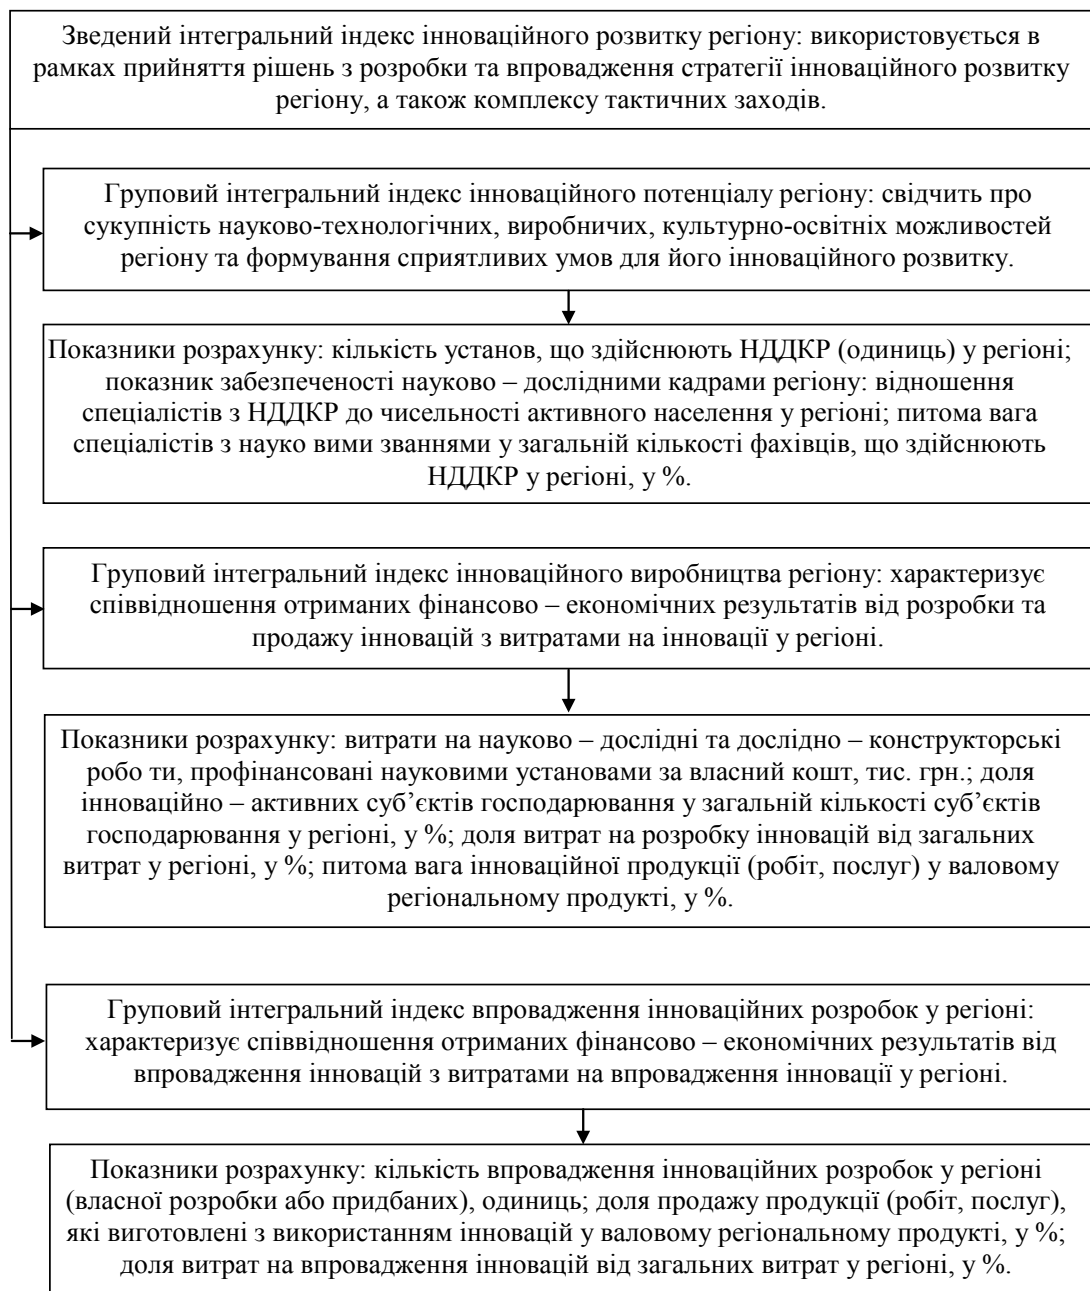 Зведений інтегральний індекс інноваційного розвитку регіону: використовується в
рамках прийняття рішень з розробки та впровадження стратегії інноваційного розвитку
регіону, а також комплексу тактичних заходів.
Груповий інтегральний індекс інноваційного потенціалу регіону: свідчить про
сукупність науково-технологічних, виробничих, культурно-освітніх можливостей
регіону та формування сприятливих умов для його інноваційного розвитку.
Показники розрахунку: кількість установ, що здійснюють НДДКР (одиниць) у регіоні;
показник забезпеченості науково – дослідними кадрами регіону: відношення
спеціалістів з НДДКР до чисельності активного населення у регіоні; питома вага
спеціалістів з науко вими званнями у загальній кількості фахівців, що здійснюють
НДДКР у регіоні, у %.
Груповий інтегральний індекс інноваційного виробництва регіону: характеризує
співвідношення отриманих фінансово – економічних результатів від розробки та
продажу інновацій з витратами на інновації у регіоні.
Показники розрахунку: витрати на науково – дослідні та дослідно – конструкторські
робо ти, профінансовані науковими установами за власний кошт, тис. грн.; доля
інноваційно – активних суб’єктів господарювання у загальній кількості суб’єктів
господарювання у регіоні, у %; доля витрат на розробку інновацій від загальних
витрат у регіоні, у %; питома вага інноваційної продукції (робіт, послуг) у валовому
регіональному продукті, у %.
Груповий інтегральний індекс впровадження інноваційних розробок у регіоні:
характеризує співвідношення отриманих фінансово – економічних результатів від
впровадження інновацій з витратами на впровадження інновації у регіоні.
Показники розрахунку: кількість впровадження інноваційних розробок у регіоні
(власної розробки або придбаних), одиниць; доля продажу продукції (робіт, послуг),
які виготовлені з використанням інновацій у валовому регіональному продукті, у %;
доля витрат на впровадження інновацій від загальних витрат у регіоні, у %.